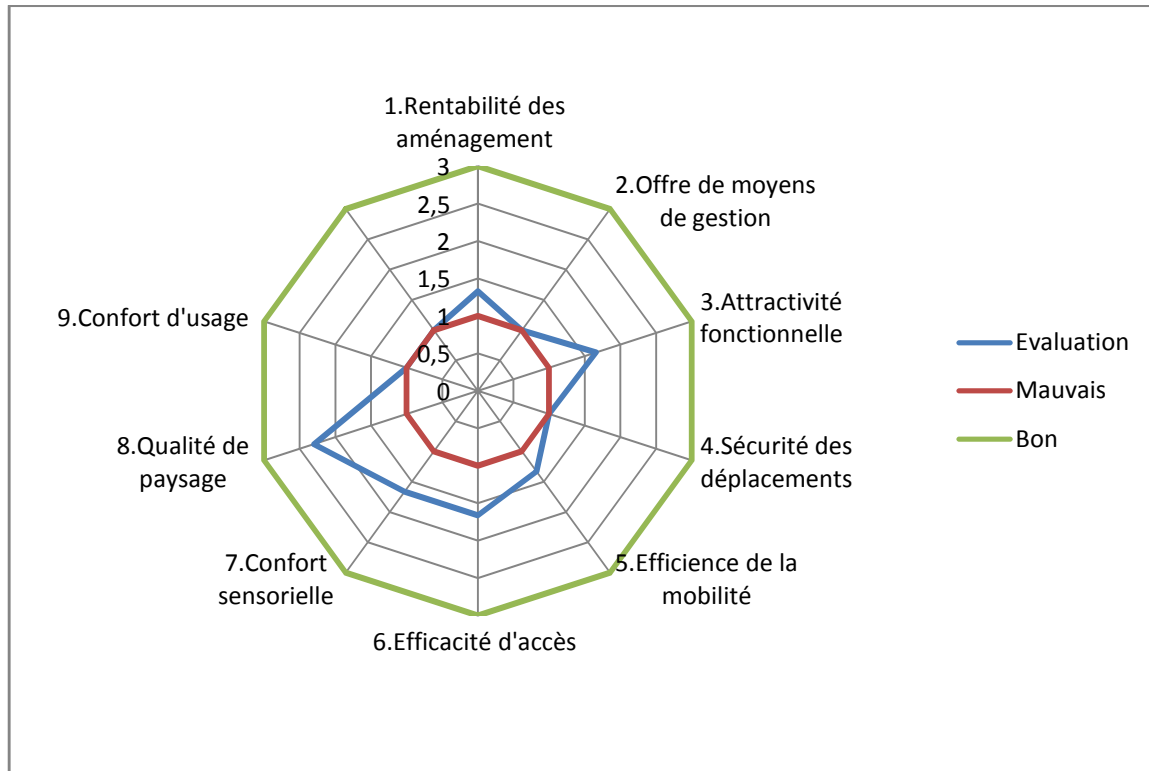 1.Rentabilité des
aménagement
2.Offre de moyens
de gestion
3.Attractivité
fonctionnelle
4.Sécurité des
déplacements
5.Efficience de la
mobilité
6.Efficacité d'accès
7.Confort
sensorielle
8.Qualité de
paysage
9.Confort d'usage
3
2,5
2
1,5
1
0,5
0
Evaluation
Mauvais
Bon